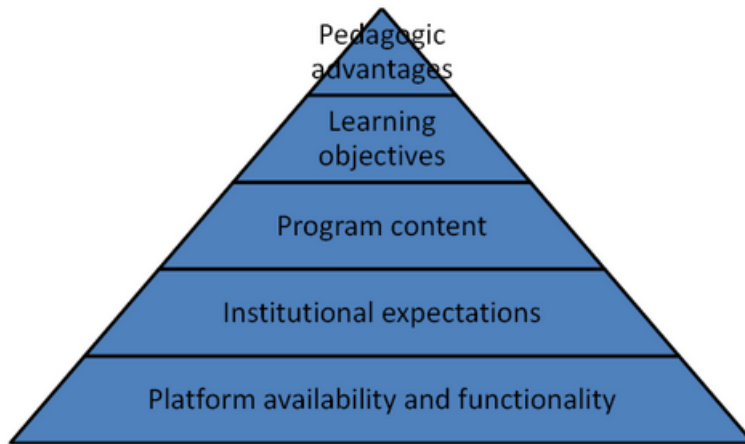 Pedagogic
advantages
Learning
objectives
Program content
Institutional expectations
Platform availability and functionality